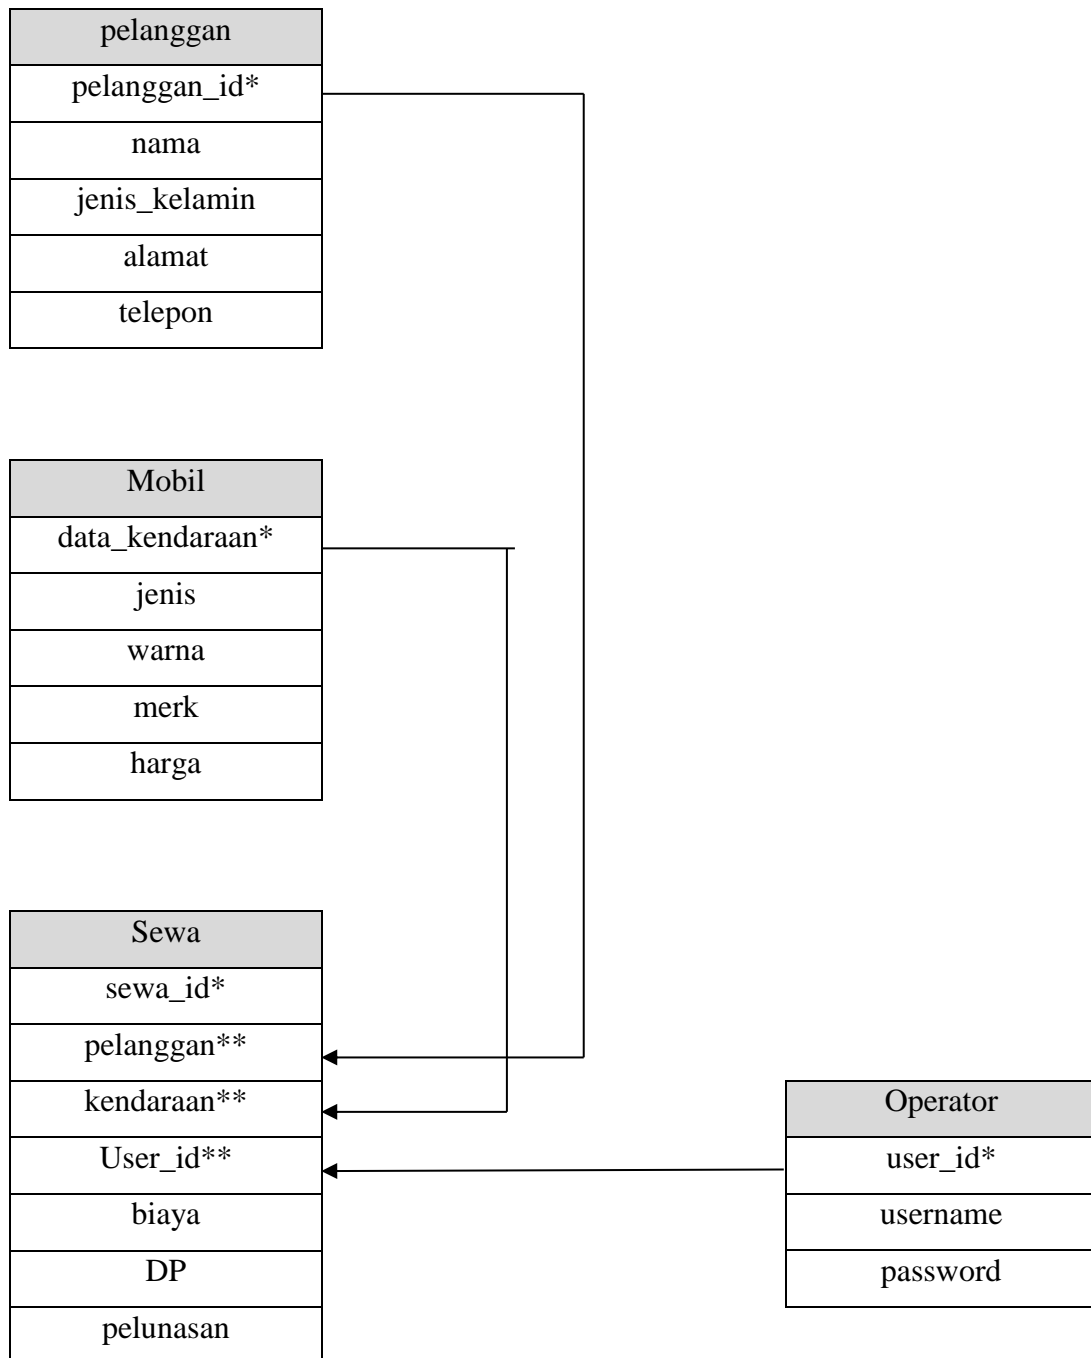 pelanggan
pelanggan_id*
nama
jenis_kelamin
alamat
telepon
Mobil
data_kendaraan*
jenis
warna
merk
harga
Sewa
sewa_id*
pelanggan**
kendaraan**
User_id**
biaya
DP
pelunasan
Operator
user_id*
username
password